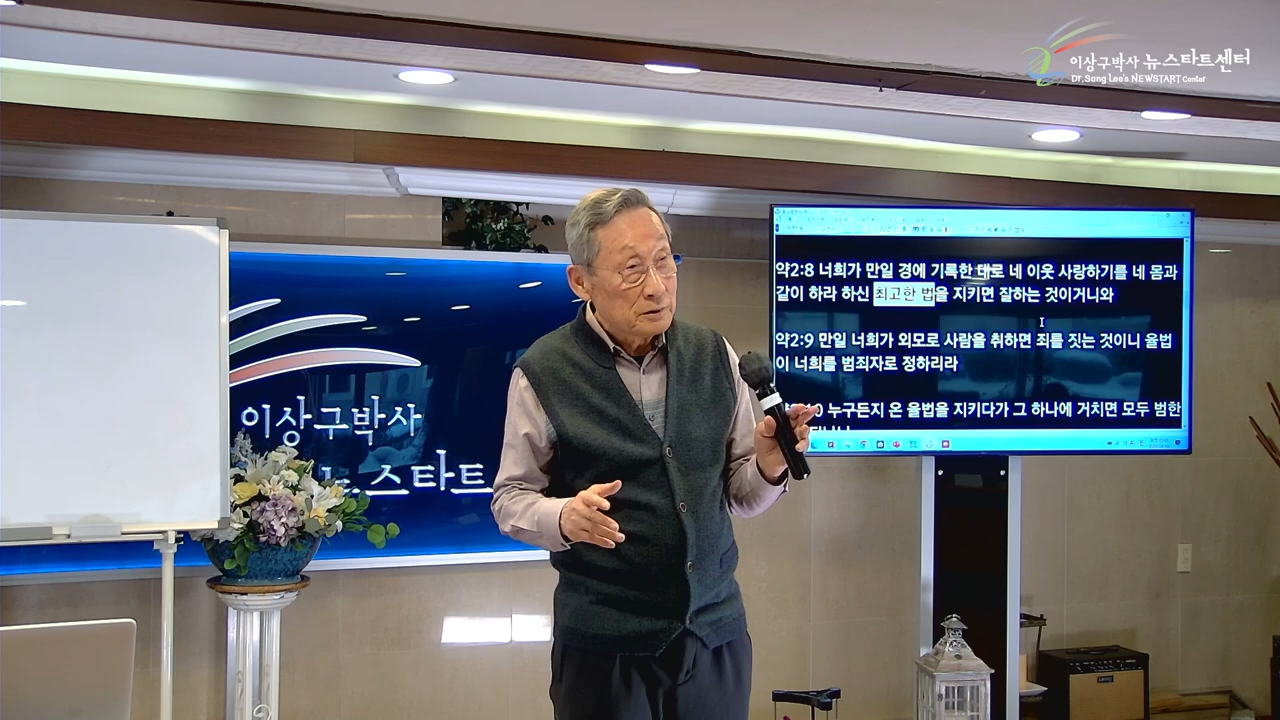 이상구박사 뉴스타트센터
Dr. Sang Lee's NEWSTART Center
약2:8 너희가 만일 경에 기록한 대로 네 이웃 사랑하기를 네 몸과
같이 하라 하신 최고한 법을 지키면 잘하는 것이거니와
약2:9 만일 너희가 외모로 사람을 취하면 죄를 짓는 것이니 율법
이 너희를 범죄자로 정하리라
누구든지 온 율법을 지키다가 그 하나에 거치면 모두 범한
이상구박사
스타트